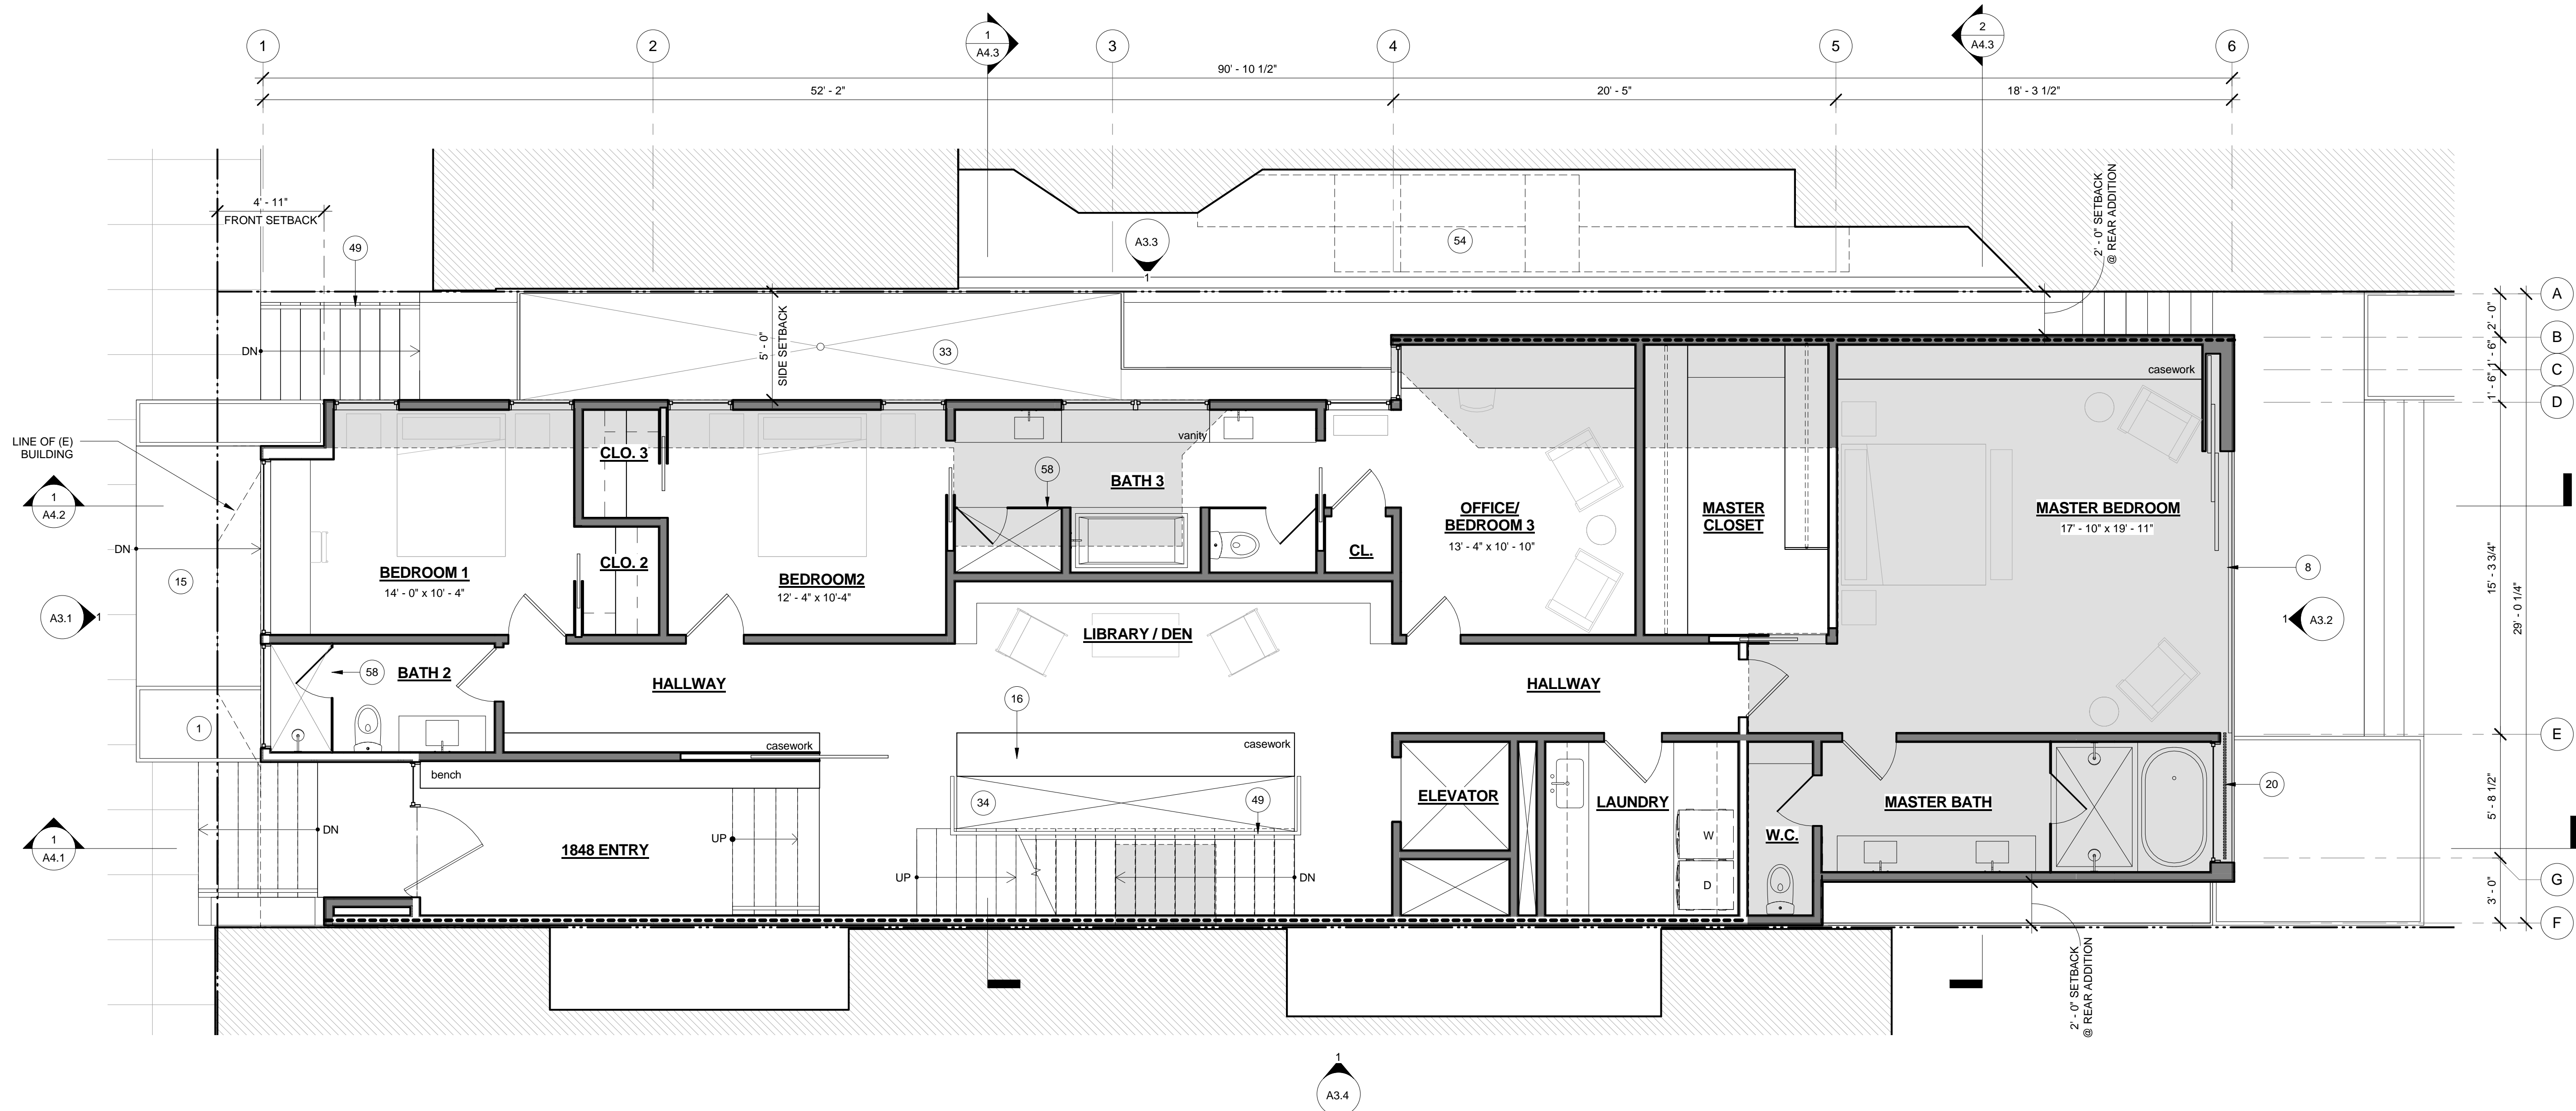 1
2
1
A4.3
3
4
5
2
A4.3
6
90' - 10 1/2"
52' - 2"
20' - 5"
18' - 3 1/2"
4' - 11"
FRONT SETBACK
49
A3.3
1
54
2' - 0" SETBACK
@ REAR ADDITION
A
B
C
D
2' - 0"
1' - 6"
1' - 6"
DN
5' - 0"
SIDE SETBACK
33
casework
LINE OF (E)
BUILDING
1
A4.2
CLO. 3
vanity
58
BATH 3
OFFICE/
BEDROOM 3
13' - 4" x 10' - 10"
MASTER
CLOSET
MASTER BEDROOM
17' - 10" x 19' - 11"
DN
15
BEDROOM 1
14' - 0" x 10' - 4"
CLO. 2
BEDROOM2
12' - 4" x 10'-4"
CL.
8
15' - 3 3/4"
29' - 0 1/4"
A3.1
1
1
A3.2
LIBRARY / DEN
58
BATH 2
HALLWAY
16
HALLWAY
1
casework
casework
E
bench
34
49
ELEVATOR
LAUNDRY
MASTER BATH
20
5' - 8 1/2"
1
A4.1
DN
UP
1848 ENTRY
W
W.C.
UP
DN
D
G
3' - 0"
F
2' - 0" SETBACK
@ REAR ADDITION
1
A3.4